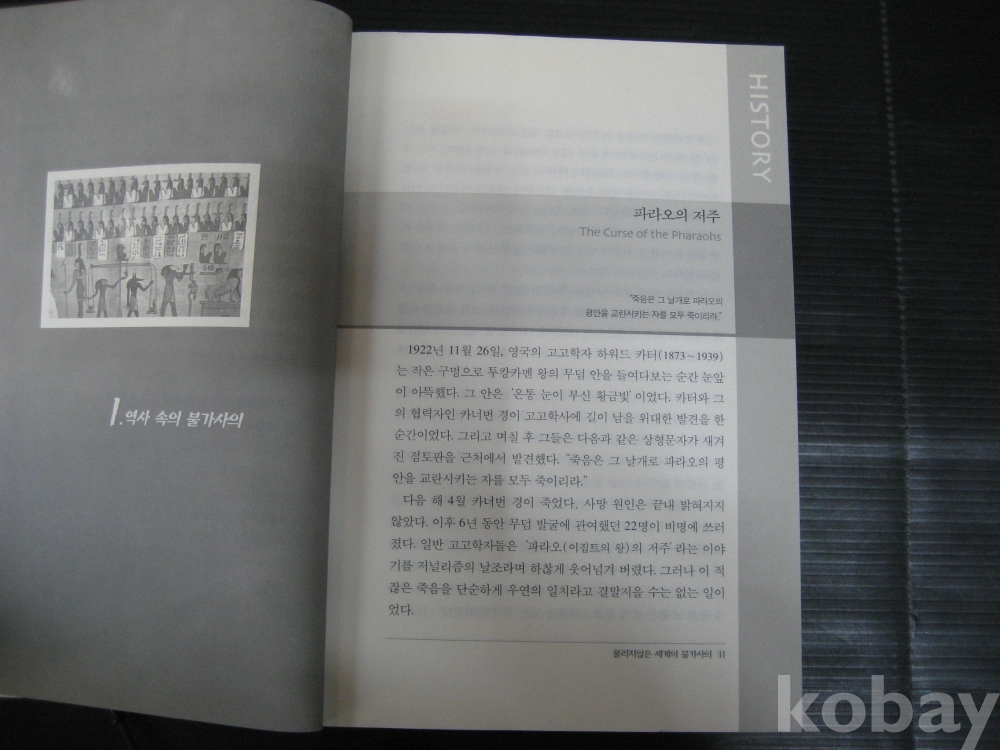 I.역사 속의 불가사의
HISTORY
파라오의 저주
The Curse of the Pharaohs
"죽음은 그 날개로 파라오의
평안을 교란시키는 자를 모두 죽이리라."
1922년 11월 26일, 영국의 고고학자 하워드 카터(1873~1939)
는 작은 구멍으로 투캉카멘 왕의 무덤 안을 들여다보는 순간 눈앞
이 아뜩했다. 그 안은 '온통 눈이 부신 황금빛'이었다. 카터와 그
의 협력자인 카너번 경이 고고학사에 길이 남을 위대한 발견을 한
순간이었다. 그리고 며칠 후 그들은 다음과 같은 상형문자가 새겨
진 점토판을 근처에서 발견했다. "죽음은 그 날개로 파라오의 평
안을 교란시키는 자를 모두 죽이리라."
다음 해 4월 카너번 경이 죽었다. 사망 원인은 끝내 밝혀지지
않았다. 이후 6년 동안 무덤 발굴에 관여했던 22명이 비명에 쓰러
졌다. 일반 고고학자들은 '파라오(이집트의 왕)의 저주'라는 이야
기를 저널리즘의 날조라며 하찮게 웃어넘겨 버렸다. 그러나 이 적
잖은 죽음을 단순하게 우연의 일치라고 결말지을 수는 없는 일이
었다.
풀리지않은 세계의 불가사의 11
kobay